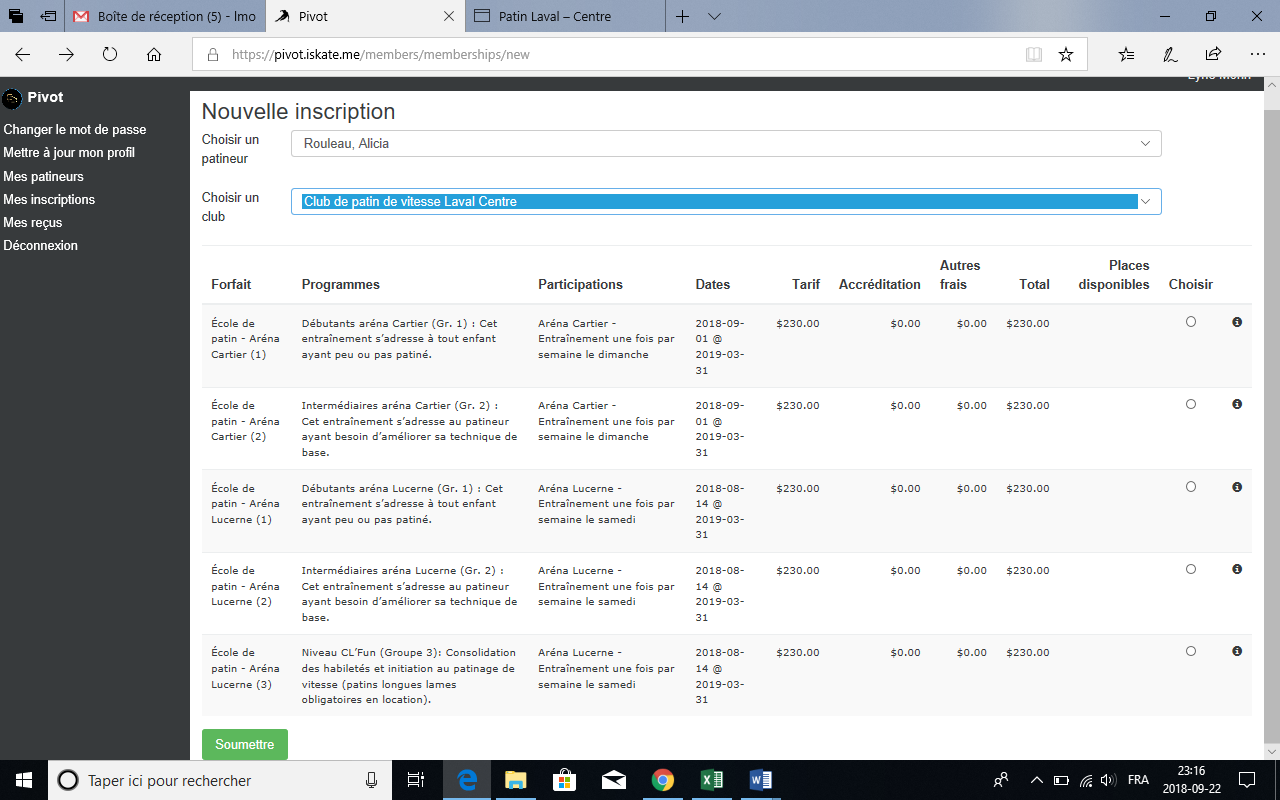 Boîte de réception (5) - lmo
Pivot
Patin Laval – Centre
https://pivot.iskate.me/members/memberships/new
Pivot
Changer le mot de passe
Mettre à jour mon profil
Mes patineurs
Mes inscriptions
Mes reçus
Déconnexion
Nouvelle inscription
Choisir un
patineur
Rouleau, Alicia
Choisir un
club
Club de patin de vitesse Laval Centre
Forfait Programmes Participations Dates Tarif Accréditation Autres
frais Total Places
disponibles Choisir
École de
patin - Aréna
Cartier (1)
Débutants aréna Cartier (Gr. 1) : Cet
entraînement s’adresse à tout enfant
ayant peu ou pas patiné.
Aréna Cartier -
Entraînement une fois par
semaine le dimanche
2018-09-
01 @
2019-03-
31
$230.00 $0.00 $0.00 $230.00
École de
patin - Aréna
Cartier (2)
Intermédiaires aréna Cartier (Gr. 2) :
Cet entraînement s’adresse au patineur
ayant besoin d’améliorer sa technique de
base.
Aréna Cartier -
Entraînement une fois par
semaine le dimanche
2018-09-
01 @
2019-03-
31
$230.00 $0.00 $0.00 $230.00
École de
patin - Aréna
Lucerne (1)
Débutants aréna Lucerne (Gr. 1) : Cet
entraînement s’adresse à tout enfant
ayant peu ou pas patiné.
Aréna Lucerne -
Entraînement une fois par
semaine le samedi
2018-08-
14 @
2019-03-
31
$230.00 $0.00 $0.00 $230.00
École de
patin - Aréna
Lucerne (2)
Intermédiaires aréna Lucerne (Gr. 2) :
Cet entraînement s’adresse au patineur
ayant besoin d’améliorer sa technique de
base.
Aréna Lucerne -
Entraînement une fois par
semaine le samedi
2018-08-
14 @
2019-03-
31
$230.00 $0.00 $0.00 $230.00
École de
patin - Aréna
Lucerne (3)
Niveau CL’Fun (Groupe 3): Consolidation
des habiletés et initiation au patinage de
vitesse (patins longues lames
obligatoires en location).
Aréna Lucerne -
Entraînement une fois par
semaine le samedi
2018-08-
14 @
2019-03-
31
$230.00 $0.00 $0.00 $230.00
Soumettre
Taper ici pour rechercher
FRA
23:16
2018-09-22